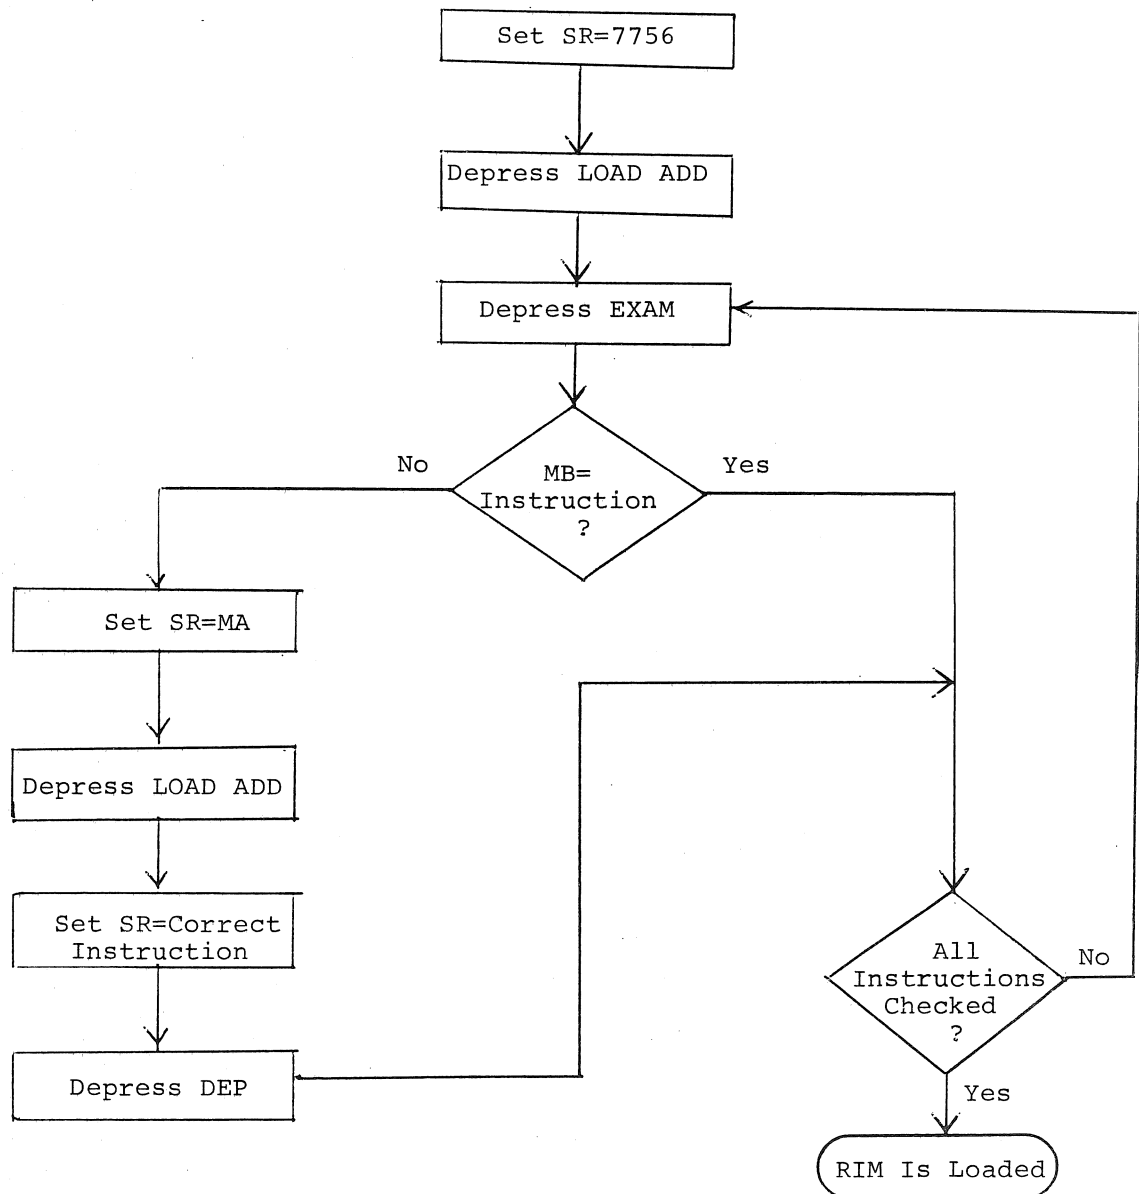 Set SR=7756
Depress LOAD ADD
Depress EXAM
No
MB=
Instruction
?
Yes
Set SR=MA
Depress LOAD ADD
Set SR=Correct
Instruction
Depress DEP
All
Instructions
Checked
?
No
Yes
RIM Is Loaded